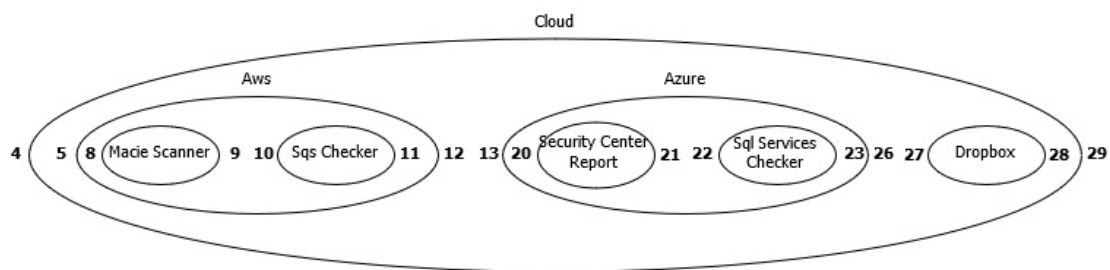 Cloud
Aws
Azure
4
5
8
Macie Scanner
9
10
Sqs Checker
11
12
13
20
Security Center
Report
21
22
Sql Services
Checker
23
26
27
Dropbox
28
29